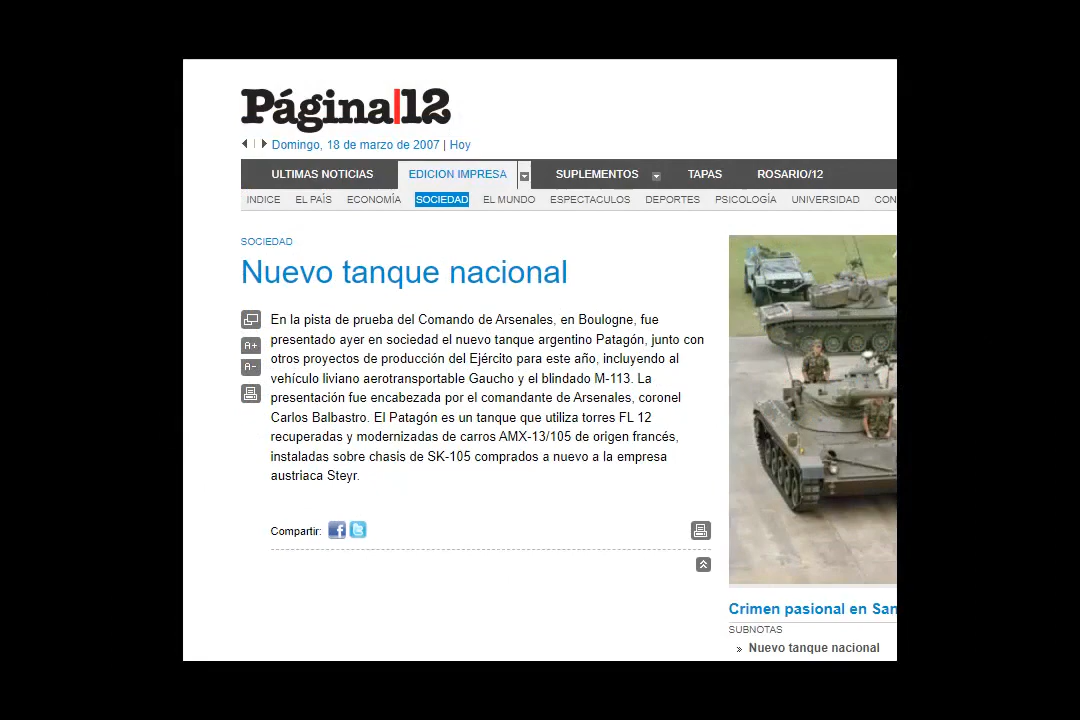 Página|12
Domingo, 18 de marzo de 2007 | Hoy
ULTIMAS NOTICIAS EDICION IMPRESA SUPLEMENTOS TAPAS ROSARIO/12
INDICE EL PAÍS ECONOMÍA SOCIEDAD EL MUNDO ESPECTACULOS DEPORTES PSICOLOGÍA UNIVERSIDAD CON
SOCIEDAD
Nuevo tanque nacional
En la pista de prueba del Comando de Arsenales, en Boulogne, fue
A+
presentado ayer en sociedad el nuevo tanque argentino Patagón, junto con
otros proyectos de producción del Ejército para este año, incluyendo al
A-
vehículo liviano aerotransportable Gaucho y el blindado M-113. La
presentación fue encabezada por el comandante de Arsenales, coronel
Carlos Balbastro. El Patagón es un tanque que utiliza torres FL 12
recuperadas y modernizadas de carros AMX-13/105 de origen francés,
instaladas sobre chasis de SK-105 comprados a nuevo a la empresa
austriaca Steyr.
Compartir:
Crimen pasional en San
SUBNOTAS
» Nuevo tanque nacional